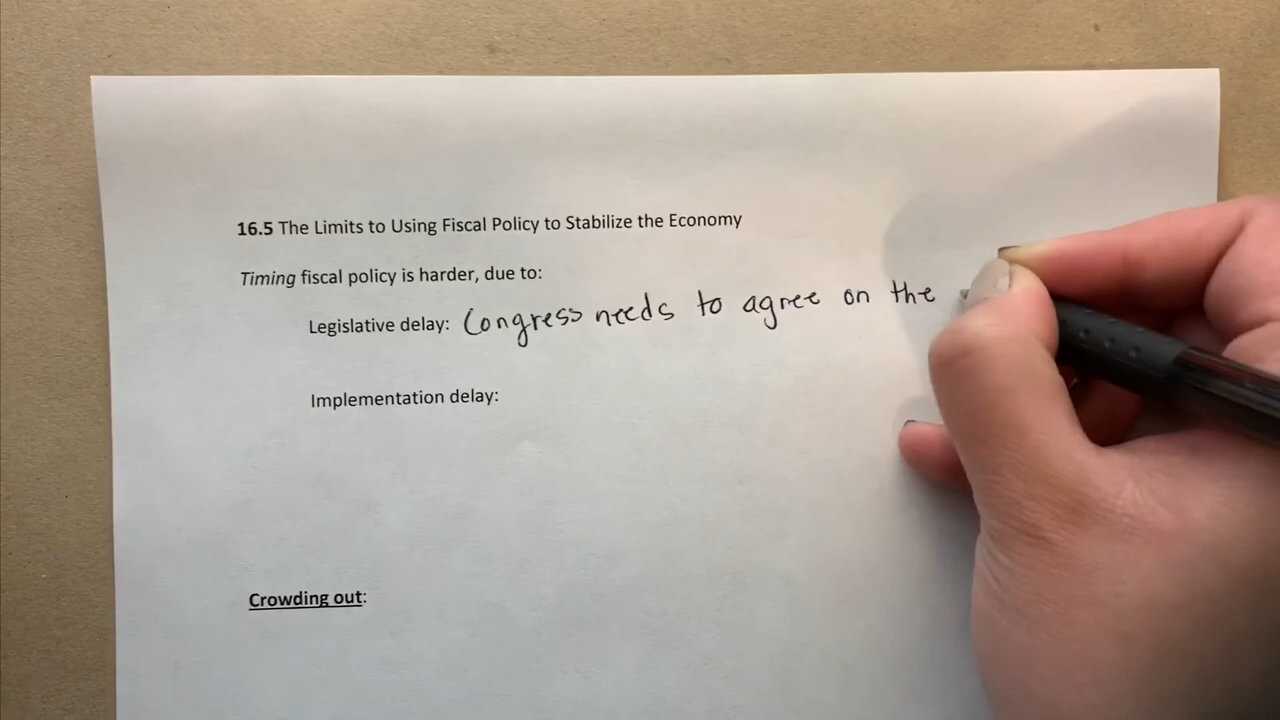 16.5 The Limits to Using Fiscal Policy to Stabilize the Economy
Timing fiscal policy is harder, due to:
Legislative delay: Congress needs to agree on the
Implementation delay:
Crowding out: